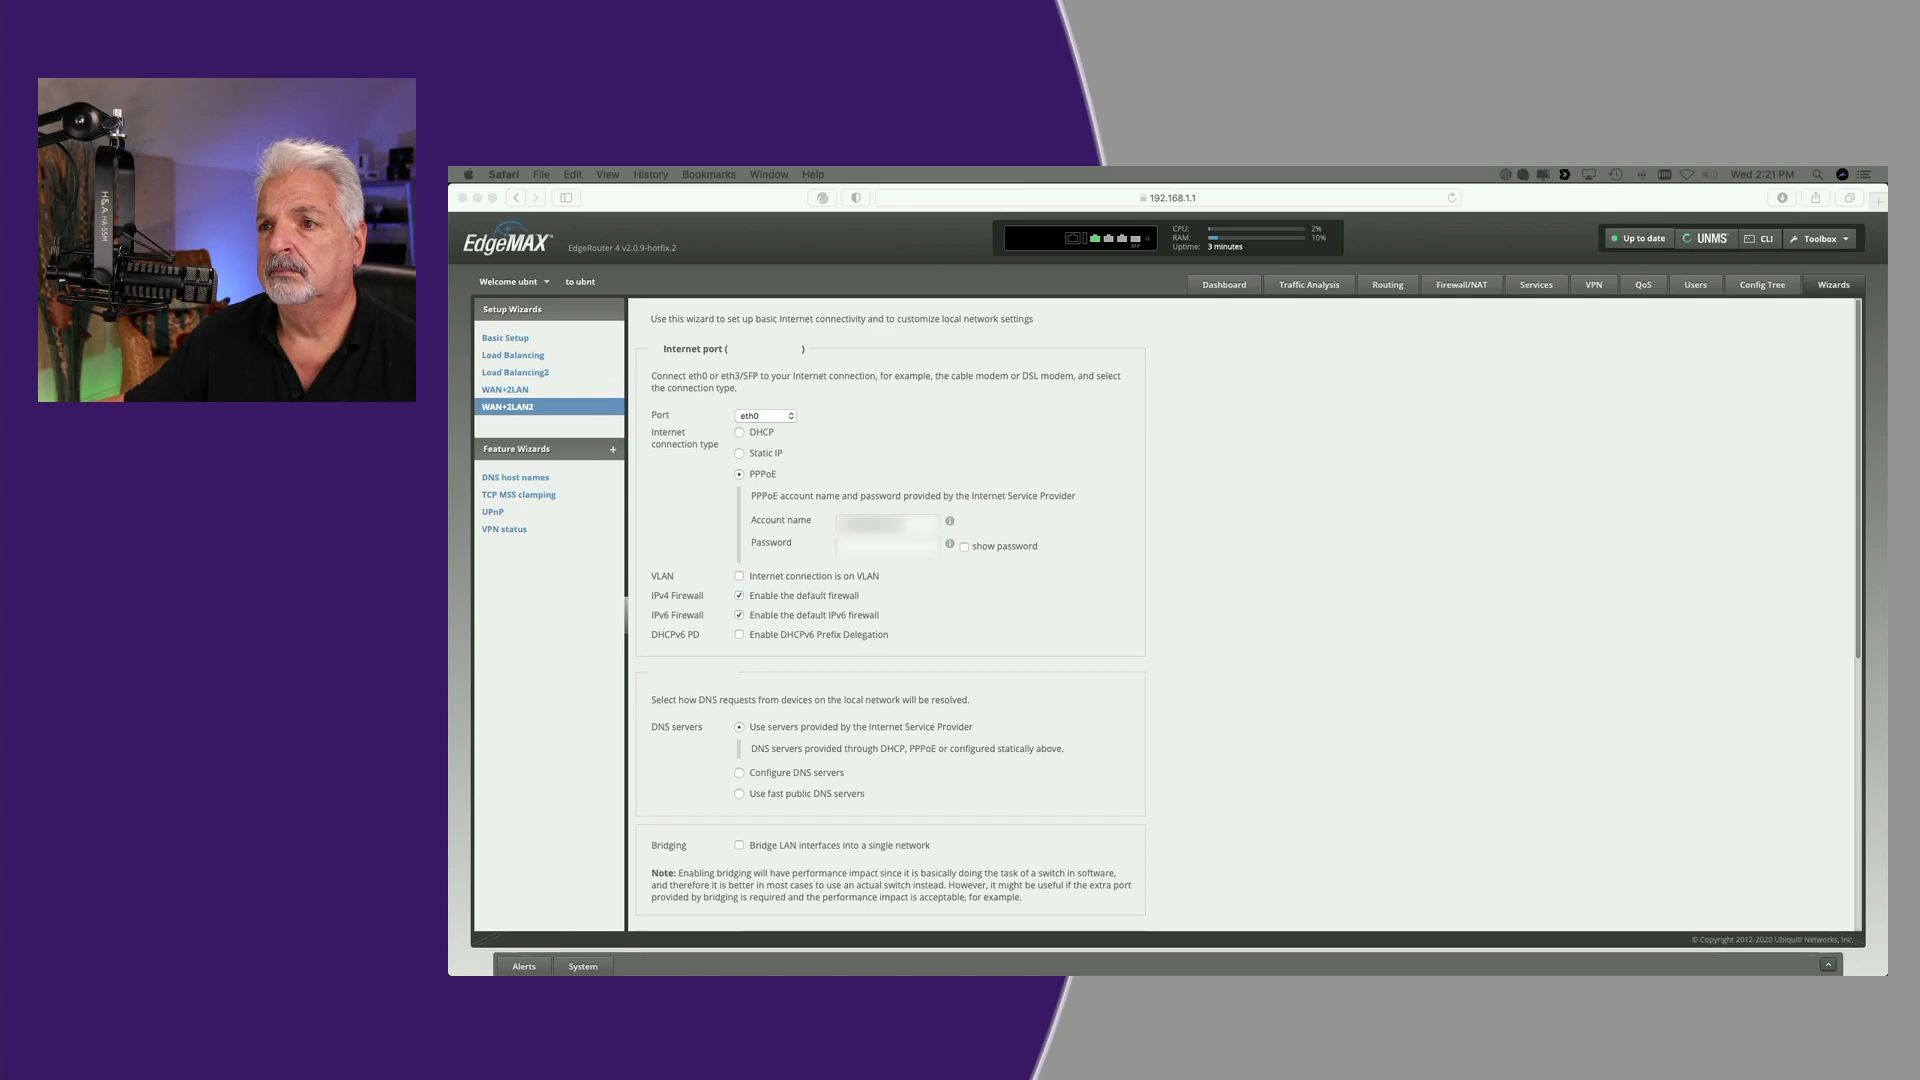 H&A HA-SSM
Safari File Edit View History Bookmarks Window Help
Wed 2:21 PM
192.168.1.1
EdgeMAX
EdgeRouter 4 v2.0.9-hotfix.2
SFP
CPU: 2%
RAM: 10%
Uptime: 3 minutes
Up to date
UNMS
CLI
Toolbox
Welcome ubnt to ubnt
Dashboard Traffic Analysis Routing Firewall/NAT Services VPN QoS Users Config Tree Wizards
Setup Wizards
Basic Setup
Load Balancing
Load Balancing2
WAN+2LAN
WAN+2LAN2
Feature Wizards +
DNS host names
TCP MSS clamping
UPnP
VPN status
Use this wizard to set up basic Internet connectivity and to customize local network settings
Internet port ( )
Connect eth0 or eth3/SFP to your Internet connection, for example, the cable modem or DSL modem, and select
the connection type.
Port eth0
Internet
connection type
DHCP
Static IP
PPPoE
PPPoE account name and password provided by the Internet Service Provider
Account name
Password
show password
VLAN Internet connection is on VLAN
IPv4 Firewall Enable the default firewall
IPv6 Firewall Enable the default IPv6 firewall
DHCPv6 PD Enable DHCPv6 Prefix Delegation
Select how DNS requests from devices on the local network will be resolved.
DNS servers Use servers provided by the Internet Service Provider
DNS servers provided through DHCP, PPPoE or configured statically above.
Configure DNS servers
Use fast public DNS servers
Bridging Bridge LAN interfaces into a single network
Note: Enabling bridging will have performance impact since it is basically doing the task of a switch in software,
and therefore it is better in most cases to use an actual switch instead. However, it might be useful if the extra port
provided by bridging is required and the performance impact is acceptable, for example.
© Copyright 2012-2020 Ubiquiti Networks, Inc.
Alerts System